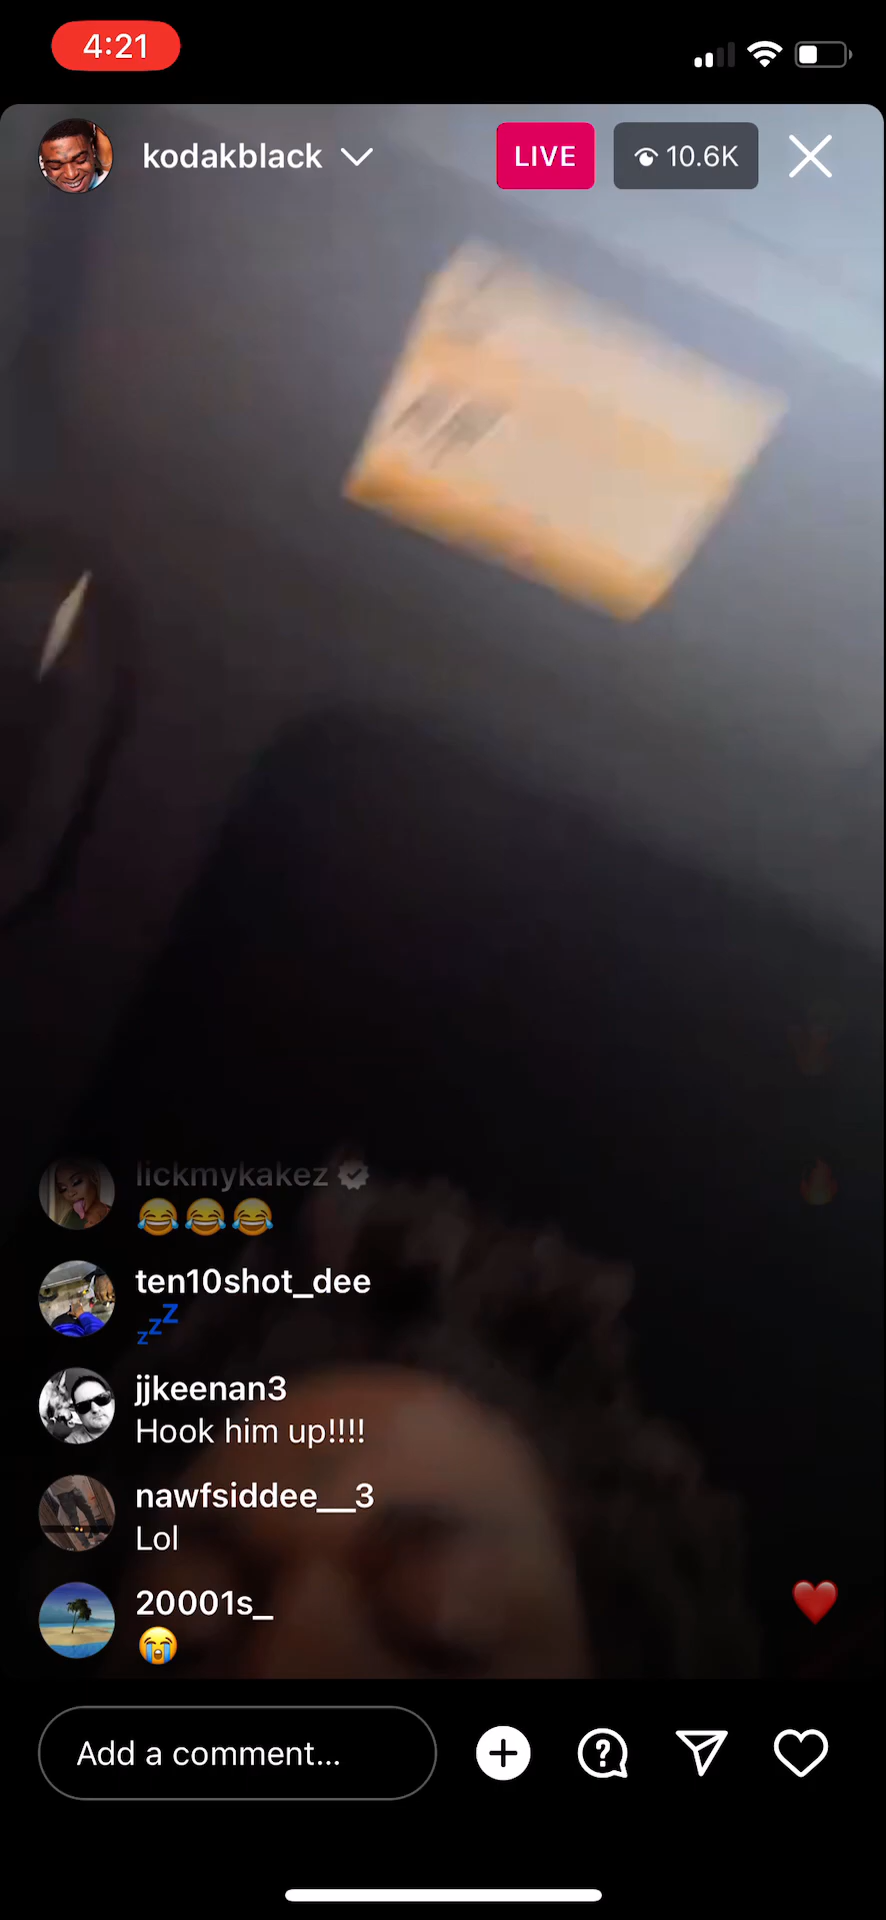 4:21
kodakblack
LIVE
10.6K
lickmykakez
😂😂😂
ten10shot_dee
💤
jjkeenan3
Hook him up!!!!
nawfsiddee__3
Lol
20001s_
😭
Add a comment...